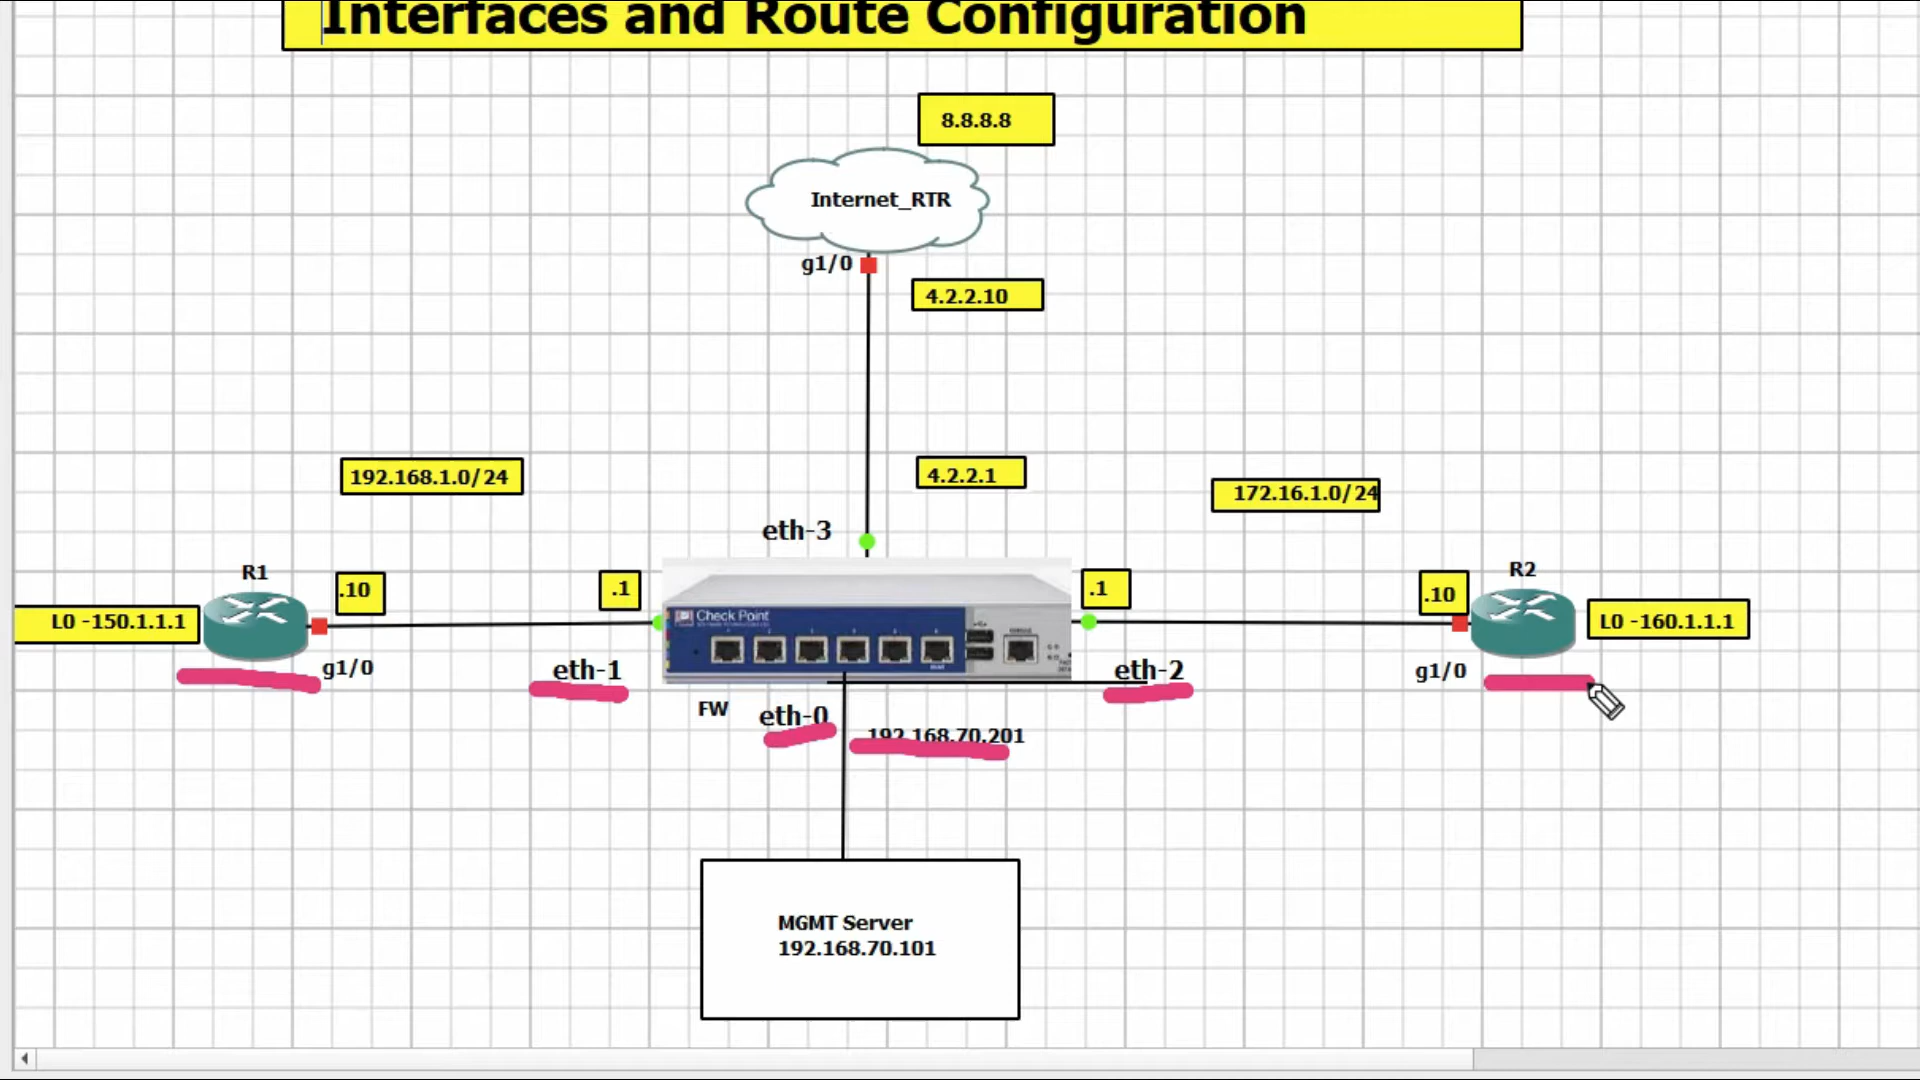 Interfaces and Route Configuration
8.8.8.8
Internet_RTR
g1/0
4.2.2.10
192.168.1.0/24
4.2.2.1
172.16.1.0/24
eth-3
R1
R2
.10
.1
.1
.10
L0 -150.1.1.1
Check Point
L0 -160.1.1.1
g1/0
eth-1
eth-2
g1/0
FW
eth-0
192.168.70.201
MGMT Server
192.168.70.101